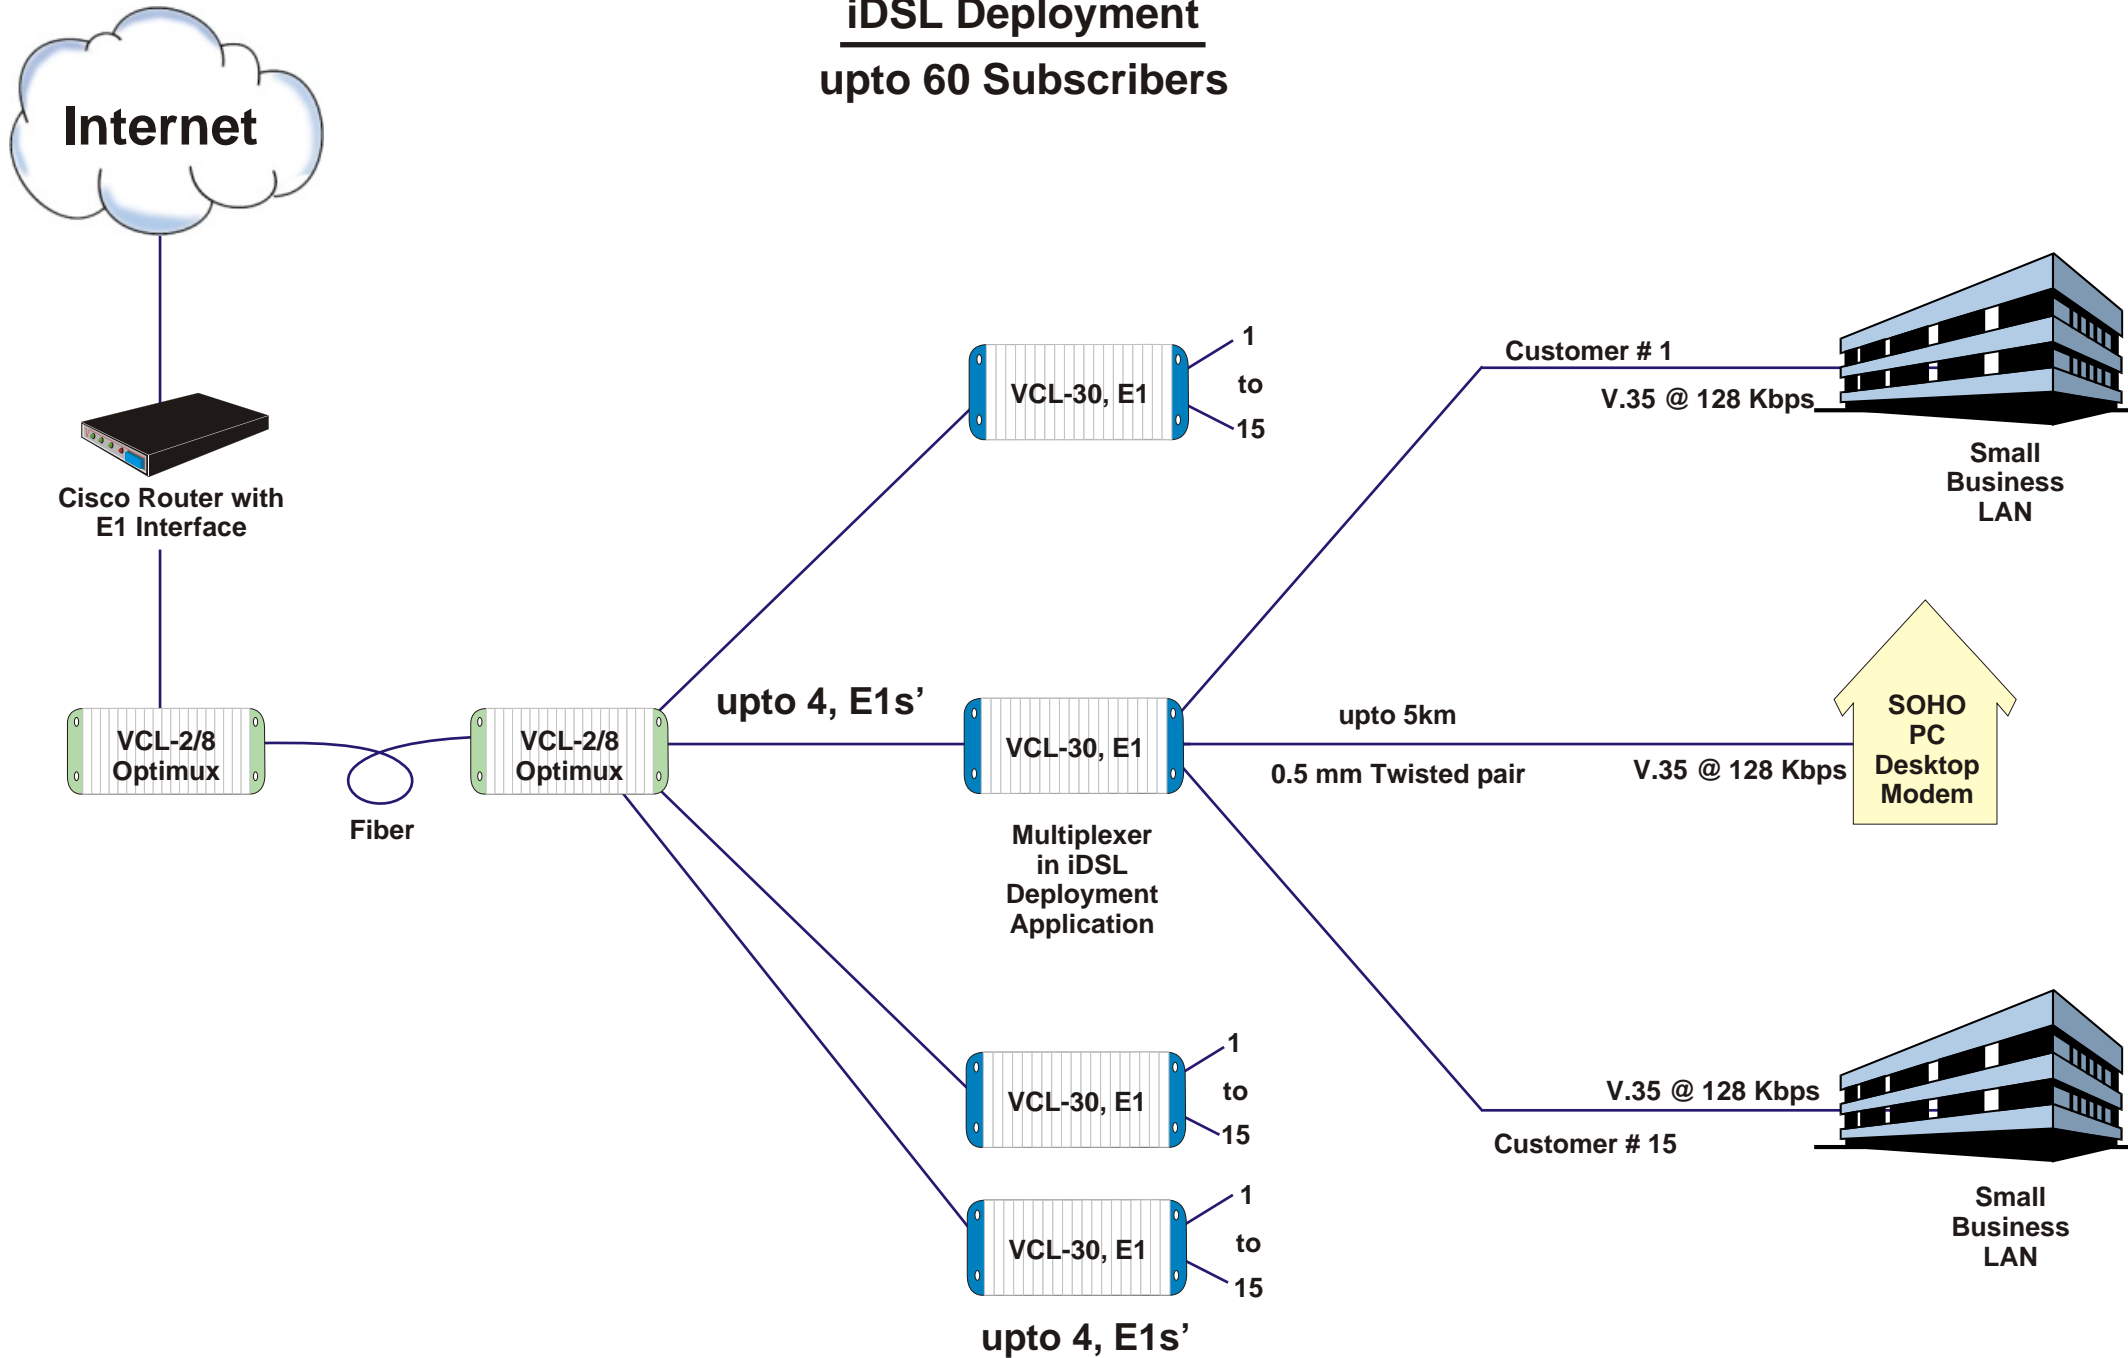 iDSL Deployment
upto 60 Subscribers
Internet
Cisco Router with
E1 Interface
VCL-2/8
Optimux
Fiber
VCL-2/8
Optimux
upto 4, E1s’
VCL-30, E1
1
to
15
VCL-30, E1
Multiplexer
in iDSL
Deployment
Application
VCL-30, E1
1
to
15
VCL-30, E1
1
to
15
upto 4, E1s’
Customer # 1
V.35 @ 128 Kbps
Small
Business
LAN
upto 5km
0.5 mm Twisted pair
V.35 @ 128 Kbps
SOHO
PC
Desktop
Modem
V.35 @ 128 Kbps
Customer # 15
Small
Business
LAN